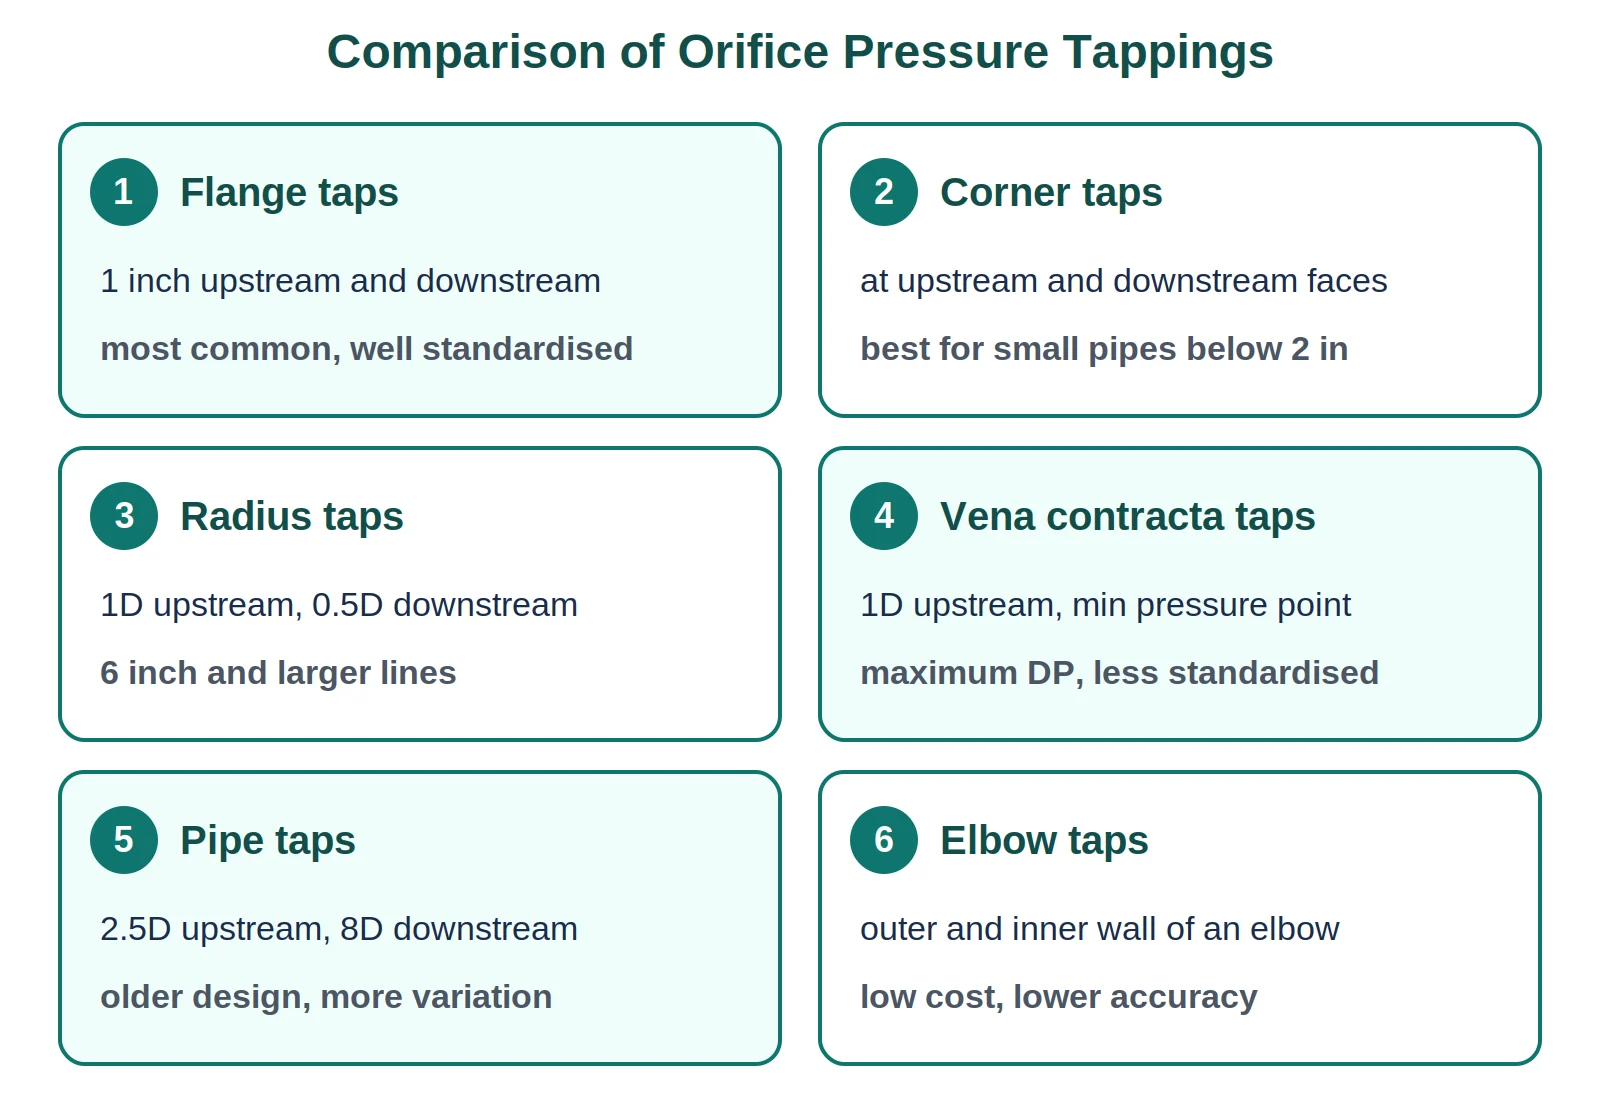 Comparison of Orifice Pressure Tappings
1 Flange taps
1 inch upstream and downstream
most common, well standardised
2 Corner taps
at upstream and downstream faces
best for small pipes below 2 in
3 Radius taps
1D upstream, 0.5D downstream
6 inch and larger lines
4 Vena contracta taps
1D upstream, min pressure point
maximum DP, less standardised
5 Pipe taps
2.5D upstream, 8D downstream
older design, more variation
6 Elbow taps
outer and inner wall of an elbow
low cost, lower accuracy